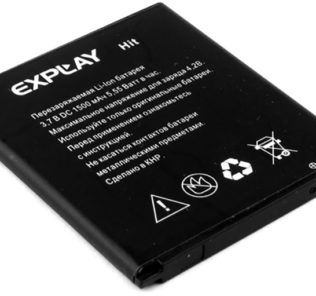 EXPLAY Hit
Перезаряжаемая Li-Ion батарея
3,7 В DC 1500 mAh 5,55 Ватт в час.
Максимальное напряжение для заряда 4.2В.
Используйте только оригинальные батареи.
Перед применением ознакомьтесь
с инструкцией.
Не касаться контактов батареи
металлическими предметами.
Сделано в КНР.